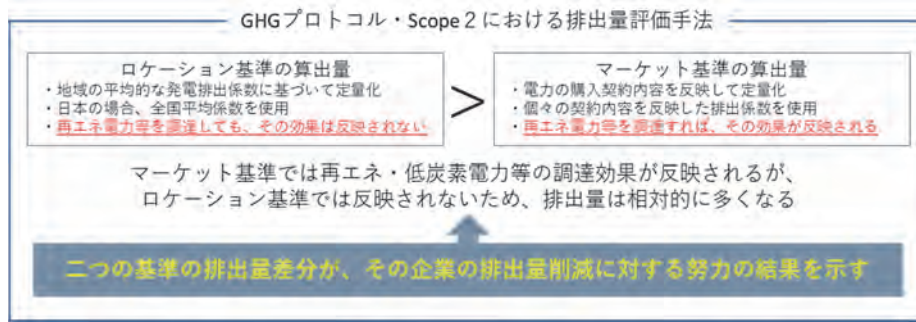 GHGプロトコル・Scope２における排出量評価手法
ロケーション基準の算出量
・地域の平均的な発電排出係数に基づいて定量化
・日本の場合、全国平均係数を使用
・再エネ電力等を調達しても、その効果は反映されない
＞
マーケット基準の算出量
・電力の購入契約内容を反映して定量化
・個々の契約内容を反映した排出係数を使用
・再エネ電力等を調達すれば、その効果が反映される
マーケット基準では再エネ・低炭素電力等の調達効果が反映されるが、
ロケーション基準では反映されないため、排出量は相対的に多くなる
二つの基準の排出量差分が、その企業の排出量削減に対する努力の結果を示す